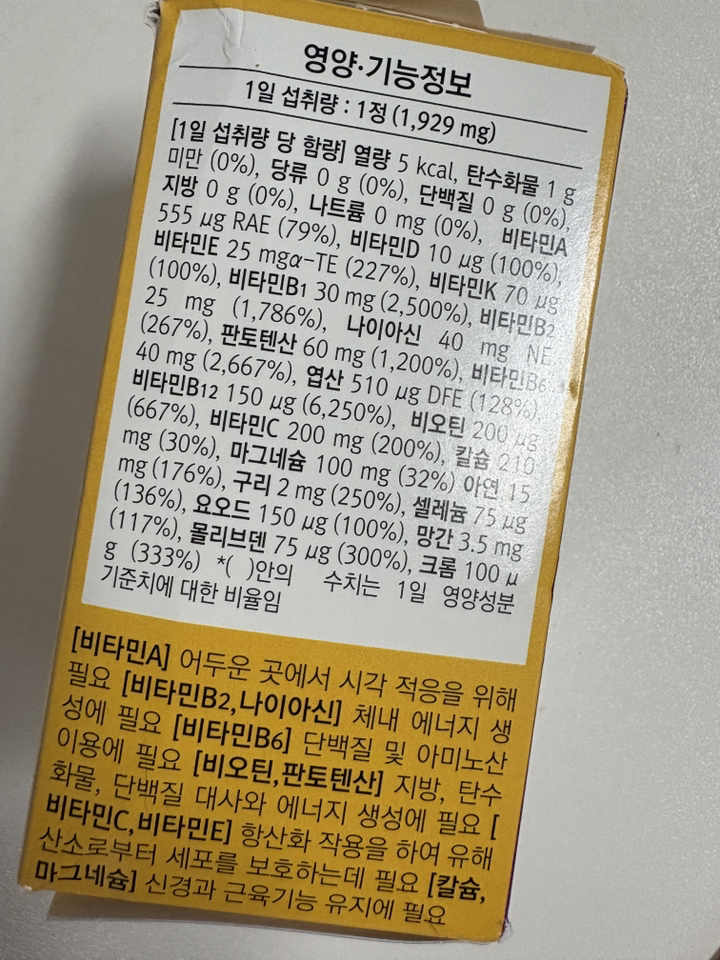 영양·기능정보
1일 섭취량 : 1정 (1,929 mg)
[1일 섭취량 당 함량] 열량 5 kcal, 탄수화물 1 g
미만 (0%), 당류 0 g (0%), 단백질 0 g (0%),
지방 0 g (0%), 나트륨 0 mg (0%), 비타민A
555 µg RAE (79%), 비타민D 10 µg (100%),
비타민E 25 mgα-TE (227%), 비타민K 70 µg
(100%), 비타민B1 30 mg (2,500%), 비타민B2
25 mg (1,786%), 나이아신 40 mg NE
(267%), 판토텐산 60 mg (1,200%), 비타민B6
40 mg (2,667%), 엽산 510 µg DFE (128%),
비타민B12 150 µg (6,250%), 비오틴 200 µg
(667%), 비타민C 200 mg (200%), 칼슘 210
mg (30%), 마그네슘 100 mg (32%) 아연 15
mg (176%), 구리 2 mg (250%), 셀레늄 75 µg
(136%), 요오드 150 µg (100%), 망간 3.5 mg
(117%), 몰리브덴 75 µg (300%), 크롬 100 µ
g (333%) *( )안의 수치는 1일 영양성분
기준치에 대한 비율임
[비타민A] 어두운 곳에서 시각 적응을 위해
필요 [비타민B2,나이아신] 체내 에너지 생
성에 필요 [비타민B6] 단백질 및 아미노산
이용에 필요 [비오틴,판토텐산] 지방, 탄수
화물, 단백질 대사와 에너지 생성에 필요 [
비타민C,비타민E] 항산화 작용을 하여 유해
산소로부터 세포를 보호하는데 필요 [칼슘,
마그네슘] 신경과 근육기능 유지에 필요